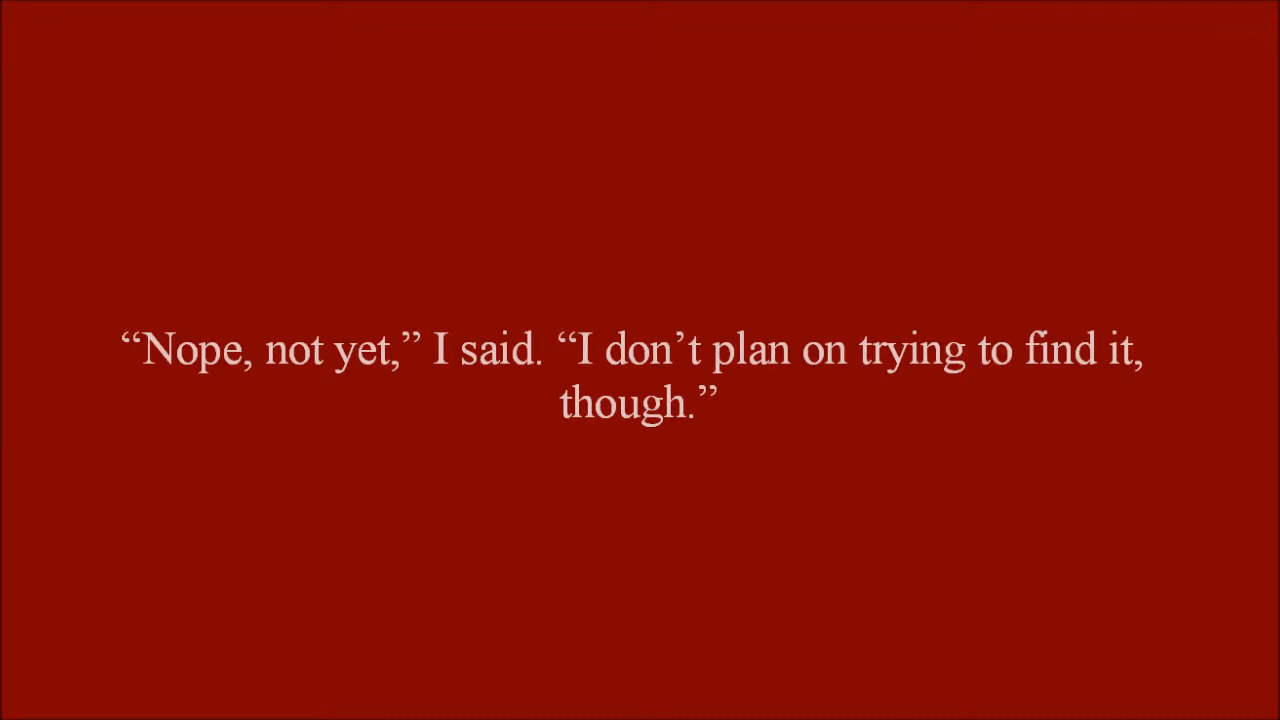 “Nope, not yet,” I said. “I don’t plan on trying to find it,
though.”